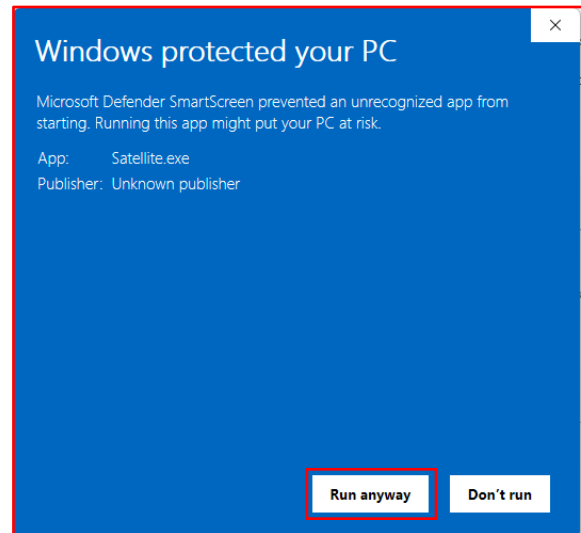 Windows protected your PC
Microsoft Defender SmartScreen prevented an unrecognized app from
starting. Running this app might put your PC at risk.
App: Satellite.exe
Publisher: Unknown publisher
Run anyway Don't run